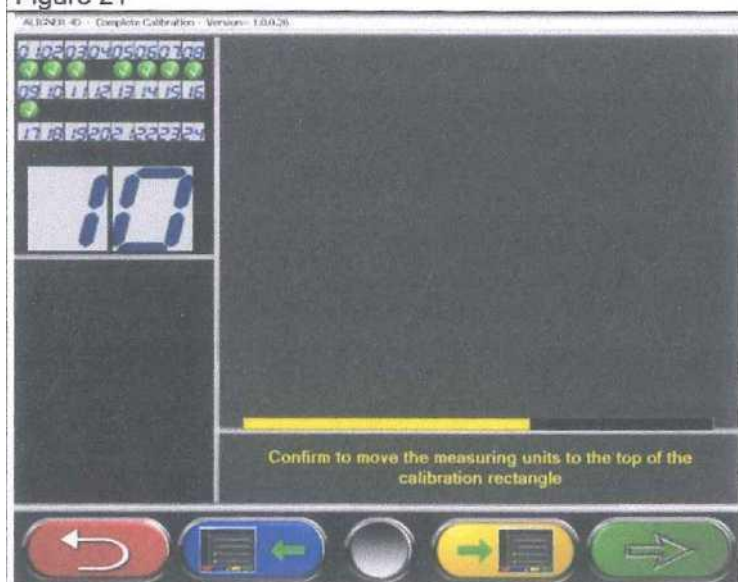 Figure 21
ALIGNER 4D - Complete Calibration - Version - 1.0.0.26
01 02 03 04 05 06 07 08
09 10 11 12 13 14 15 16
17 18 19 20 21 22 23 24
10
Confirm to move the measuring units to the top of the
calibration rectangle